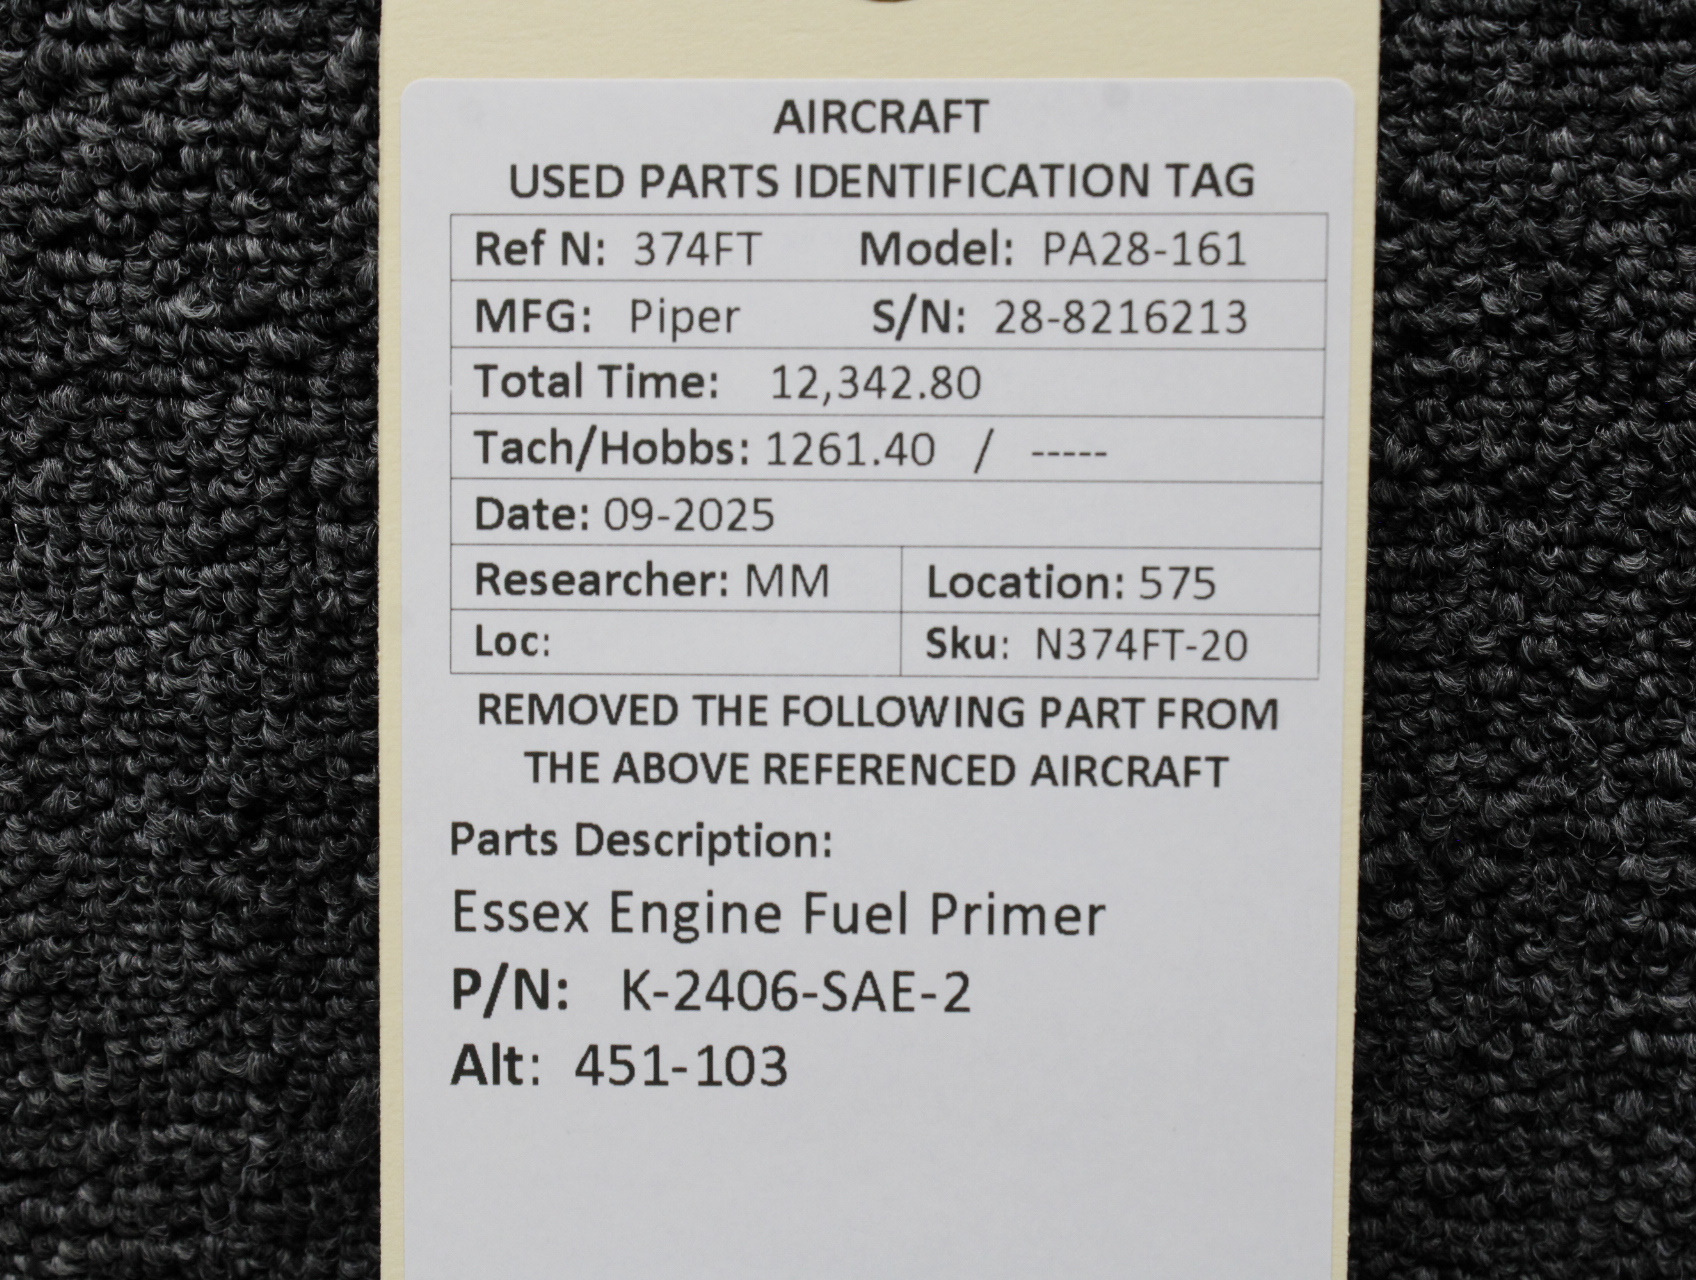 AIRCRAFT
USED PARTS IDENTIFICATION TAG
Ref N: 374FT Model: PA28-161
MFG: Piper S/N: 28-8216213
Total Time: 12,342.80
Tach/Hobbs: 1261.40 / -----
Date: 09-2025
Researcher: MM Location: 575
Loc: Sku: N374FT-20
REMOVED THE FOLLOWING PART FROM
THE ABOVE REFERENCED AIRCRAFT
Parts Description:
Essex Engine Fuel Primer
P/N: K-2406-SAE-2
Alt: 451-103